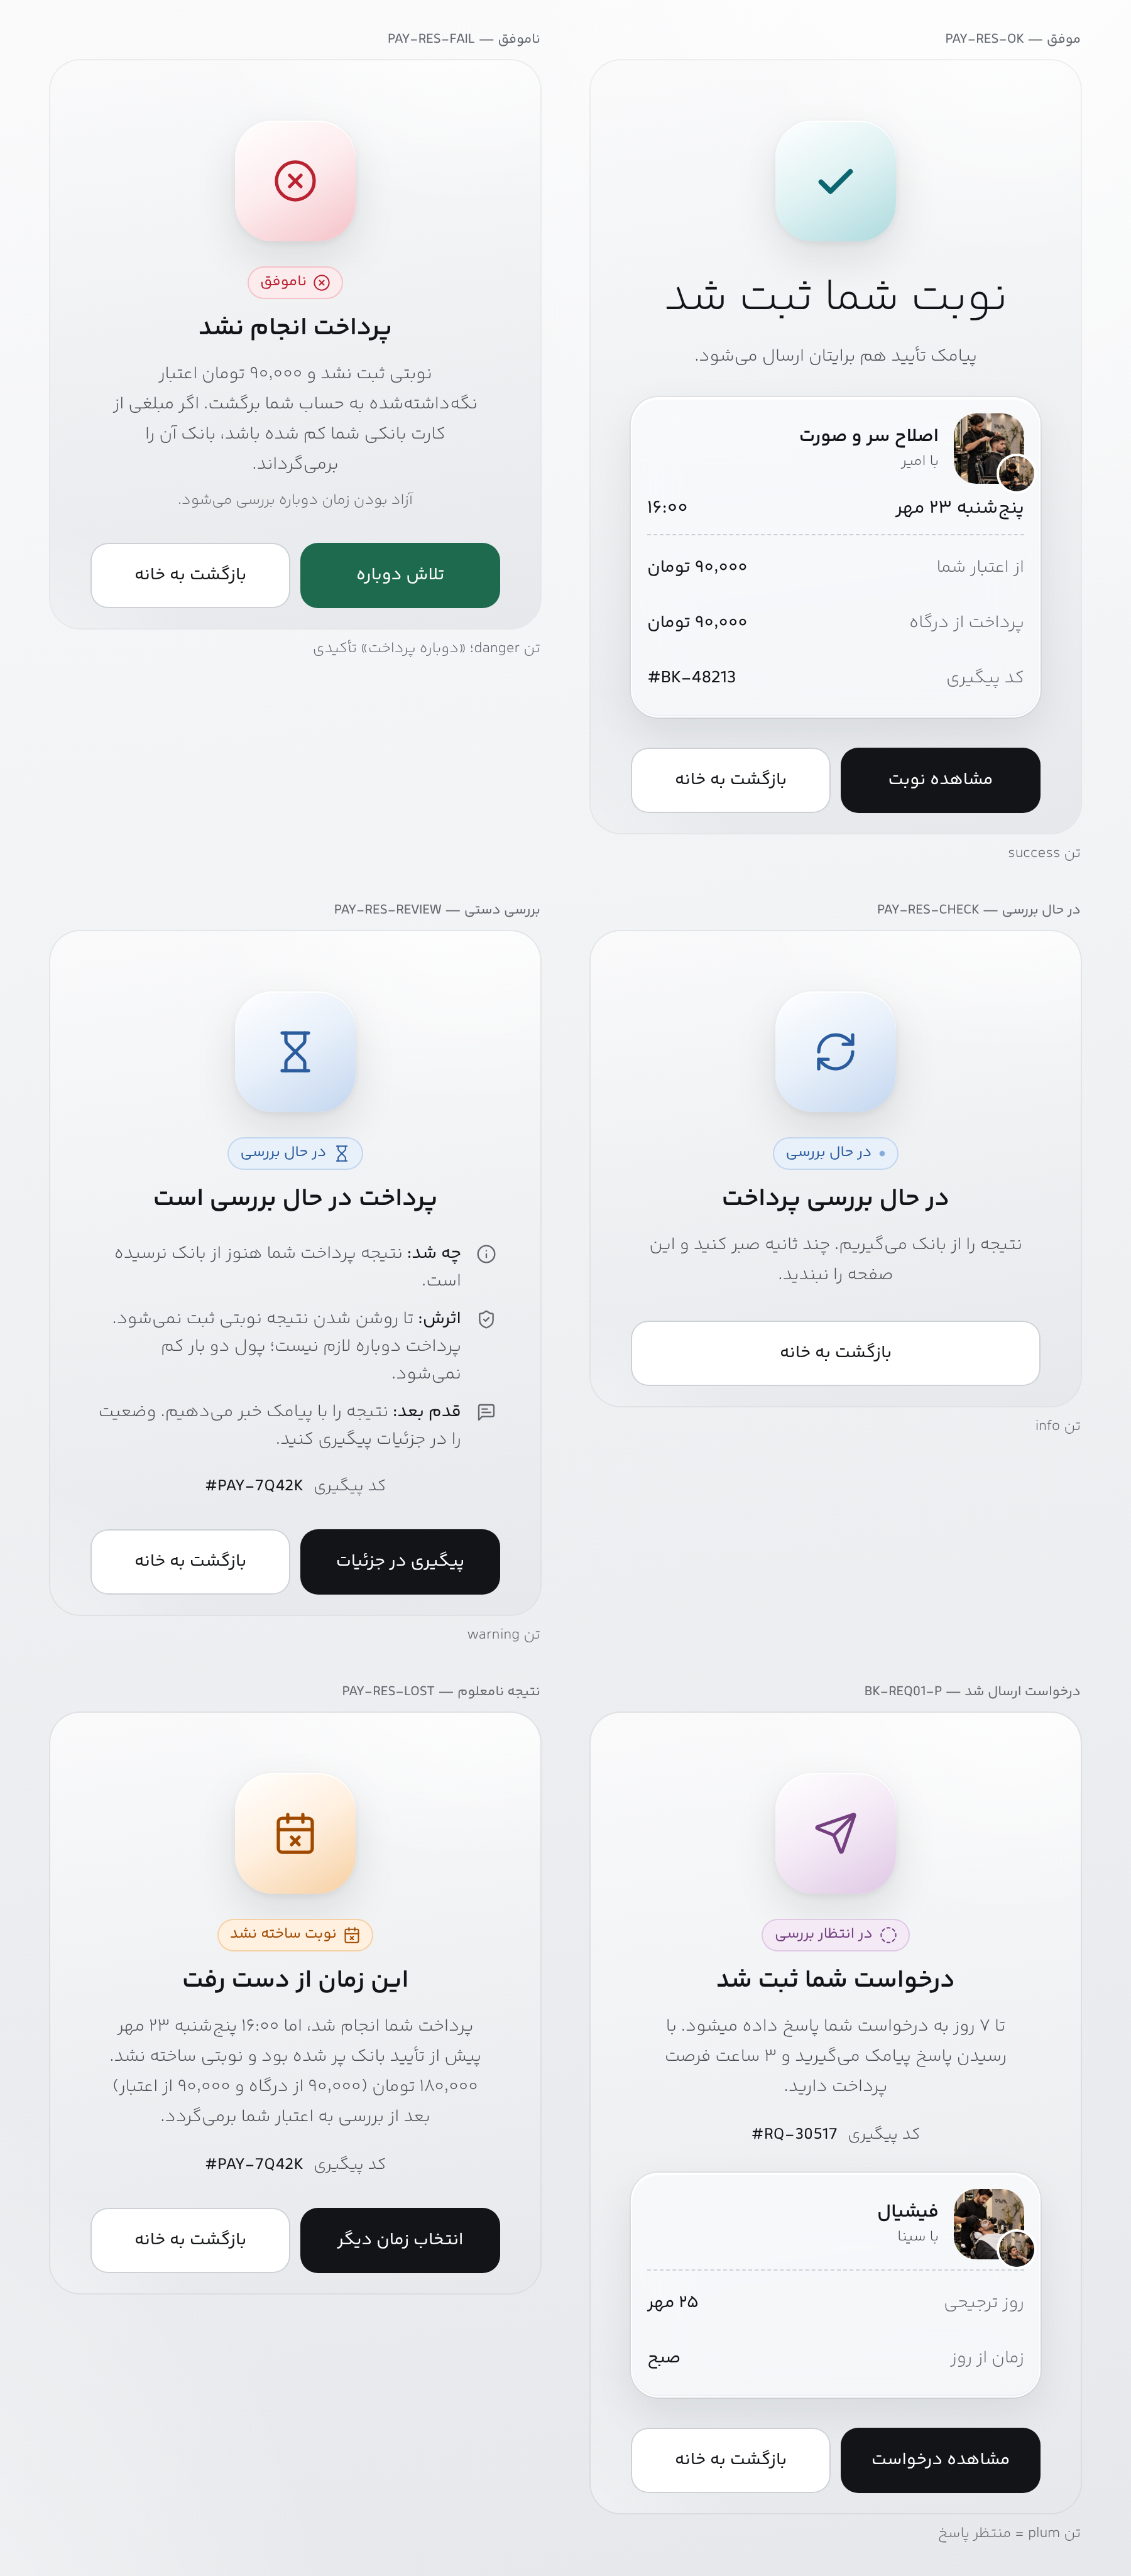 موفق — PAY-RES-OK
نوبت شما ثبت شد
پیامک تأیید هم برایتان ارسال می‌شود.
اصلاح سر و صورت
با امیر
پنج‌شنبه ۲۳ مهر
۱۶:۰۰
از اعتبار شما
۹۰,۰۰۰ تومان
پرداخت از درگاه
۹۰,۰۰۰ تومان
کد پیگیری
#BK-48213
مشاهده نوبت
بازگشت به خانه
تن success
ناموفق — PAY-RES-FAIL
ناموفق
پرداخت انجام نشد
نوبتی ثبت نشد و ۹۰,۰۰۰ تومان اعتبار
نگه‌داشته‌شده به حساب شما برگشت. اگر مبلغی از
کارت بانکی شما کم شده باشد، بانک آن را
برمی‌گرداند.
آزاد بودن زمان دوباره بررسی می‌شود.
تلاش دوباره
بازگشت به خانه
تن danger؛ «دوباره پرداخت» تأکیدی
در حال بررسی — PAY-RES-CHECK
در حال بررسی
در حال بررسی پرداخت
نتیجه را از بانک می‌گیریم. چند ثانیه صبر کنید و این
صفحه را نبندید.
بازگشت به خانه
تن info
بررسی دستی — PAY-RES-REVIEW
در حال بررسی
پرداخت در حال بررسی است
چه شد: نتیجه پرداخت شما هنوز از بانک نرسیده
است.
اثرش: تا روشن شدن نتیجه نوبتی ثبت نمی‌شود.
پرداخت دوباره لازم نیست؛ پول دو بار کم
نمی‌شود.
قدم بعد: نتیجه را با پیامک خبر می‌دهیم. وضعیت
را در جزئیات پیگیری کنید.
کد پیگیری #PAY-7Q42K
پیگیری در جزئیات
بازگشت به خانه
تن warning
درخواست ارسال شد — BK-REQ01-P
در انتظار بررسی
درخواست شما ثبت شد
تا ۷ روز به درخواست شما پاسخ داده میشود. با
رسیدن پاسخ پیامک می‌گیرید و ۳ ساعت فرصت
پرداخت دارید.
کد پیگیری #RQ-30517
فیشیال
با سینا
روز ترجیحی
۲۵ مهر
زمان از روز
صبح
مشاهده درخواست
بازگشت به خانه
تن plum = منتظر پاسخ
نتیجه نامعلوم — PAY-RES-LOST
نوبت ساخته نشد
این زمان از دست رفت
پرداخت شما انجام شد، اما ۱۶:۰۰ پنج‌شنبه ۲۳ مهر
پیش از تأیید بانک پر شده بود و نوبتی ساخته نشد.
۱۸۰,۰۰۰ تومان (۹۰,۰۰۰ از درگاه و ۹۰,۰۰۰ از اعتبار)
بعد از بررسی به اعتبار شما برمی‌گردد.
کد پیگیری #PAY-7Q42K
انتخاب زمان دیگر
بازگشت به خانه